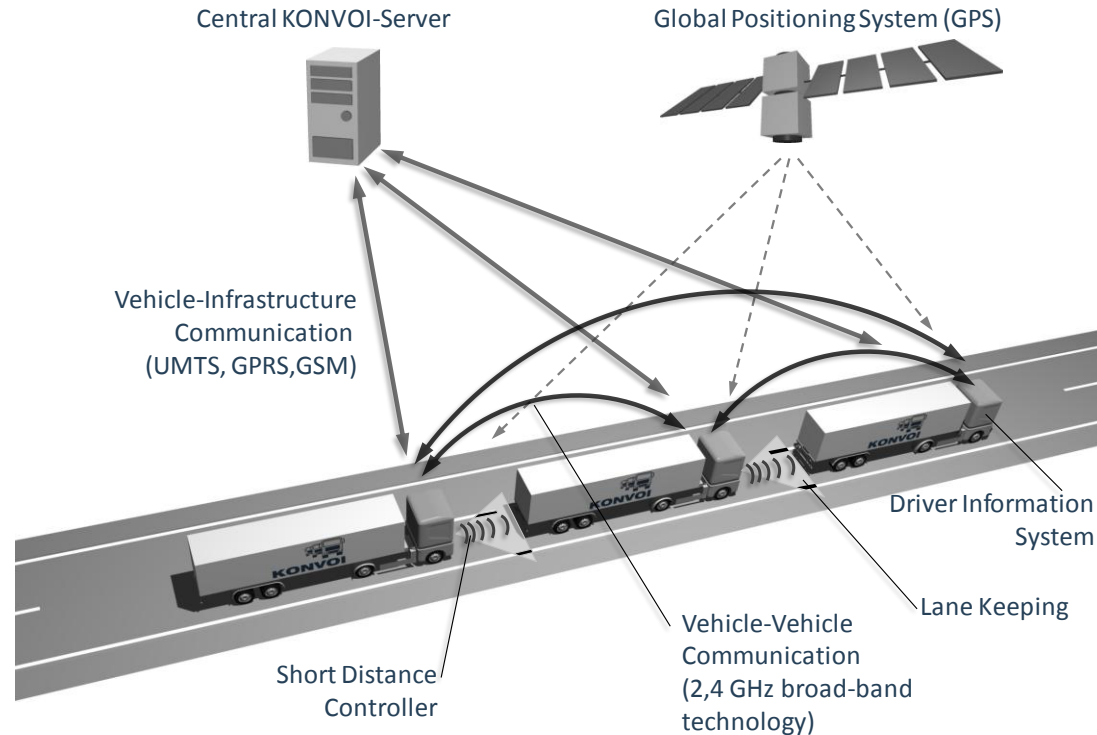 Central KONVOI-Server
Global Positioning System (GPS)
Vehicle-Infrastructure
Communication
(UMTS, GPRS,GSM)
KONVOI
KONVOI
KONVOI
Driver Information
System
Lane Keeping
Vehicle-Vehicle
Communication
(2,4 GHz broad-band
technology)
Short Distance
Controller